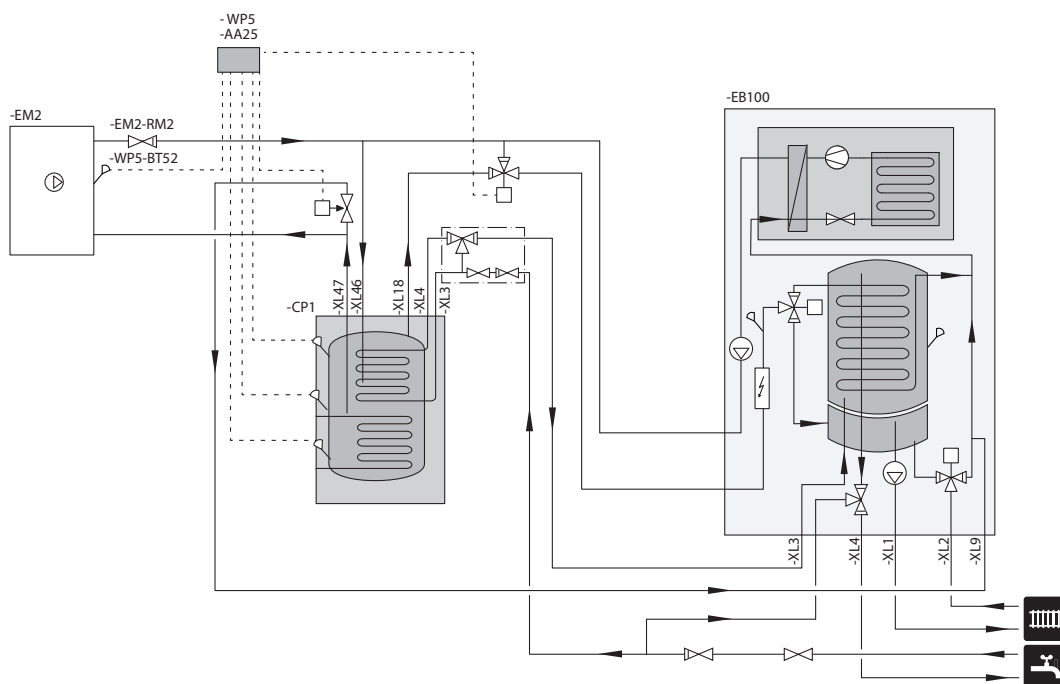 - WP5
-AA25
-EB100
-EM2
-EM2-RM2
-WP5-BT52
-CP1
-XL47
-XL46
-XL18
-XL4
-XL3
-XL3
-XL4
-XL1
-XL2
-XL9